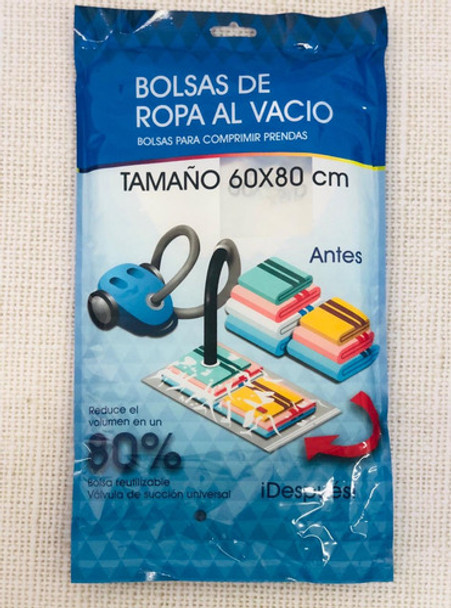 BOLSAS DE
ROPA AL VACIO
BOLSAS PARA COMPRIMIR PRENDAS
TAMAÑO 60X80 cm
Antes
Reduce el
volumen en un
80%
Bolsa reutilizable
Válvula de succión universal
¡Después!